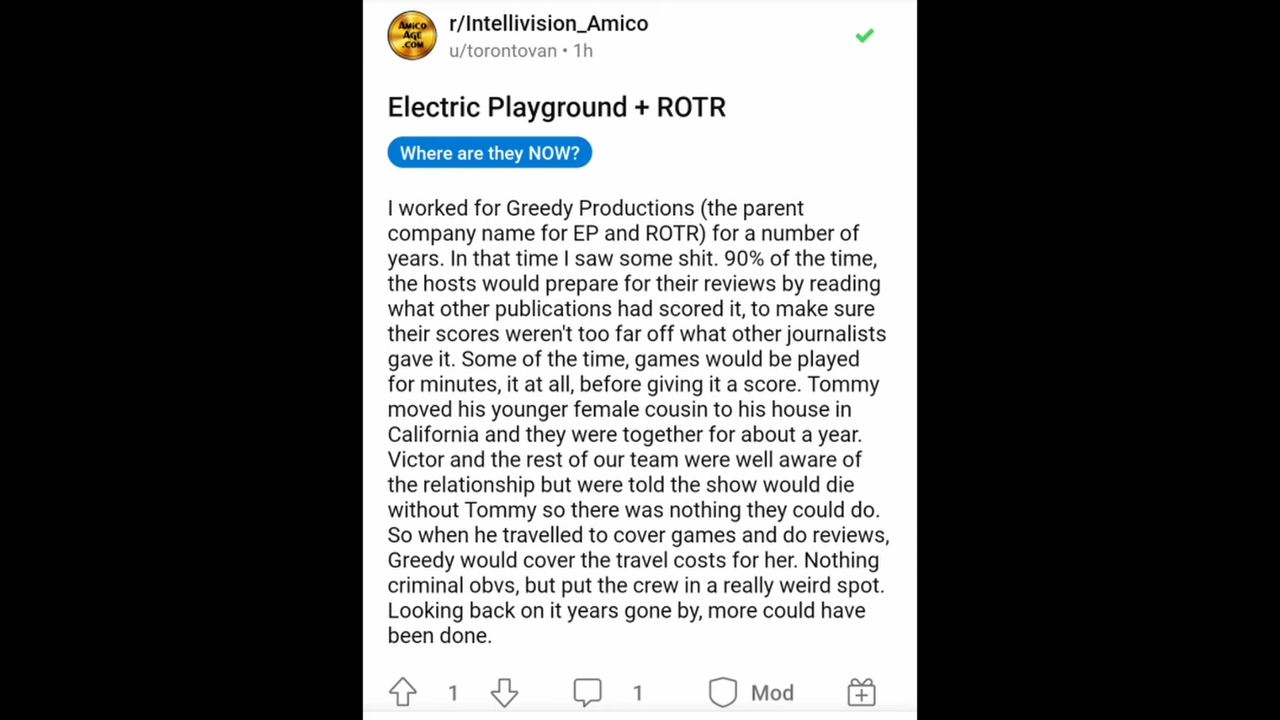 AMiCO
AGE
.COM
r/Intellivision_Amico
u/torontovan • 1h
Electric Playground + ROTR
Where are they NOW?
I worked for Greedy Productions (the parent
company name for EP and ROTR) for a number of
years. In that time I saw some shit. 90% of the time,
the hosts would prepare for their reviews by reading
what other publications had scored it, to make sure
their scores weren't too far off what other journalists
gave it. Some of the time, games would be played
for minutes, it at all, before giving it a score. Tommy
moved his younger female cousin to his house in
California and they were together for about a year.
Victor and the rest of our team were well aware of
the relationship but were told the show would die
without Tommy so there was nothing they could do.
So when he travelled to cover games and do reviews,
Greedy would cover the travel costs for her. Nothing
criminal obvs, but put the crew in a really weird spot.
Looking back on it years gone by, more could have
been done.
1 1 Mod